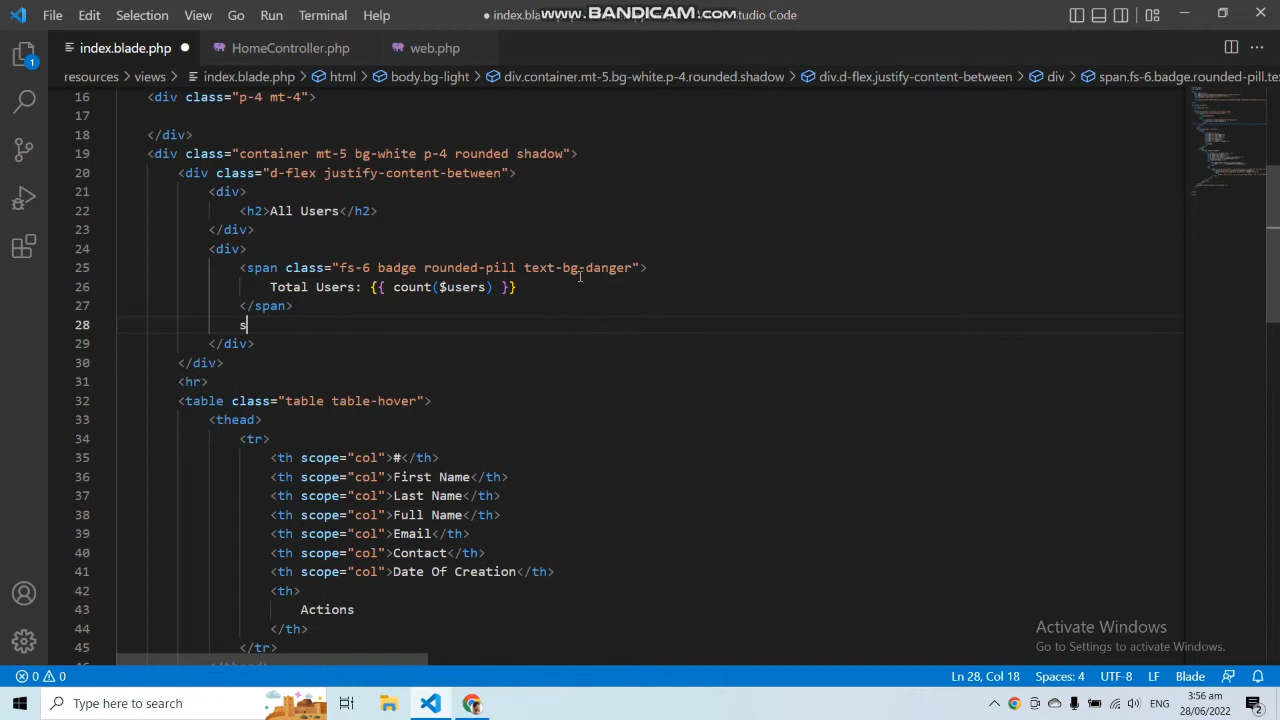 File Edit Selection View Go Run Terminal Help
index.bla
www.BANDICAM.com
dio Code
index.blade.php
HomeController.php
web.php
resources > views > index.blade.php > html > body.bg-light > div.container.mt-5.bg-white.p-4.rounded.shadow > div.d-flex.justify-content-between > div > span.fs-6.badge.rounded-pill.te
1
16 <div class="p-4 mt-4">
17
18 </div>
19 <div class="container mt-5 bg-white p-4 rounded shadow">
20 <div class="d-flex justify-content-between">
21 <div>
22 <h2>All Users</h2>
23 </div>
24 <div>
25 <span class="fs-6 badge rounded-pill text-bg-danger">
26 Total Users: {{ count($users) }}
27 </span>
28 s
29 </div>
30 </div>
31 <hr>
32 <table class="table table-hover">
33 <thead>
34 <tr>
35 <th scope="col">#</th>
36 <th scope="col">First Name</th>
37 <th scope="col">Last Name</th>
38 <th scope="col">Full Name</th>
39 <th scope="col">Email</th>
40 <th scope="col">Contact</th>
41 <th scope="col">Date Of Creation</th>
42 <th>
43 Actions
44 </th>
45 </tr>
46 </thead>
Activate Windows
Go to Settings to activate Windows.
0 0
Ln 28, Col 18 Spaces: 4 UTF-8 LF Blade
Type here to search
ENG
3:56 am
28/06/2022
2